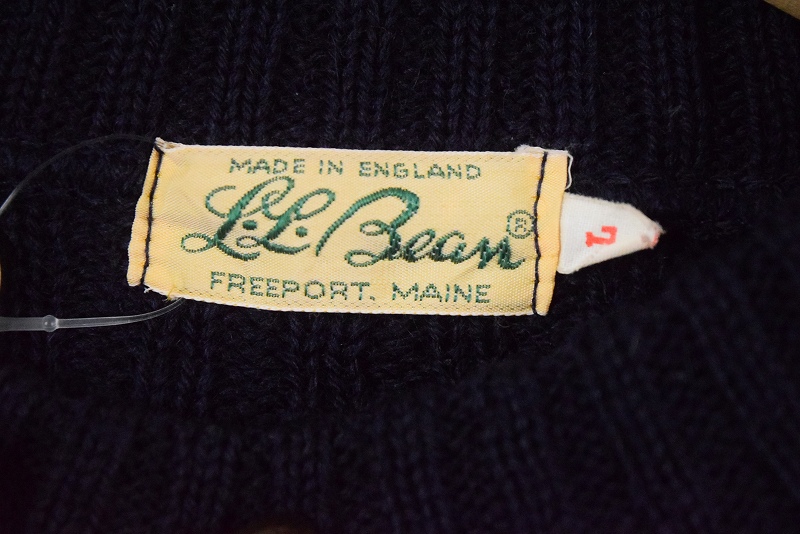 MADE IN ENGLAND
L.L. Bean®
FREEPORT, MAINE
L